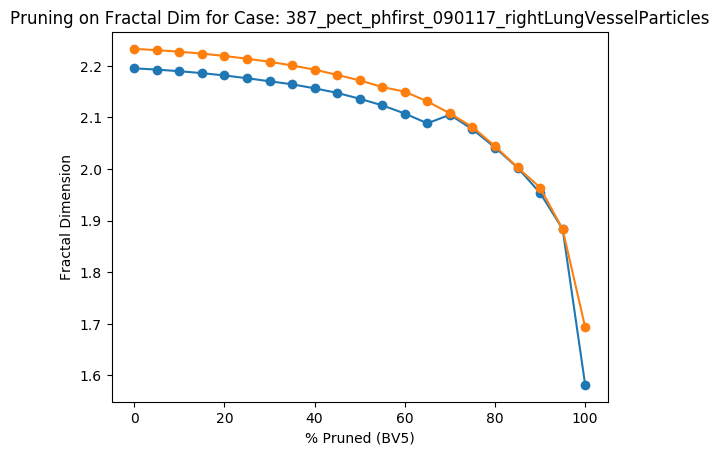 Pruning on Fractal Dim for Case: 387_pect_phfirst_090117_rightLungVesselParticles
Fractal Dimension
2.2
2.1
2.0
1.9
1.8
1.7
1.6
0 20 40 60 80 100
% Pruned (BV5)